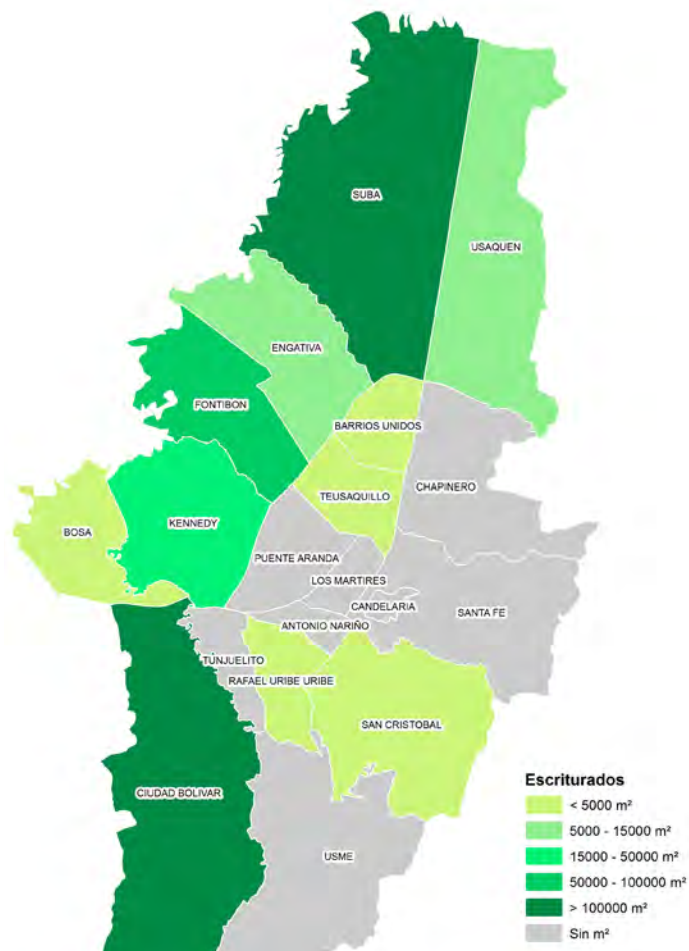 SUBA
USAQUEN
ENGATIVA
FONTIBON
BARRIOS UNIDOS
CHAPINERO
TEUSAQUILLO
BOSA
KENNEDY
PUENTE ARANDA
LOS MARTIRES
CANDELARIA
SANTA FE
ANTONIO NARIÑO
TUNJUELITO
RAFAEL URIBE URIBE
SAN CRISTOBAL
CIUDAD BOLIVAR
USME
Escriturados
< 5000 m²
5000 - 15000 m²
15000 - 50000 m²
50000 - 100000 m²
> 100000 m²
Sin m²